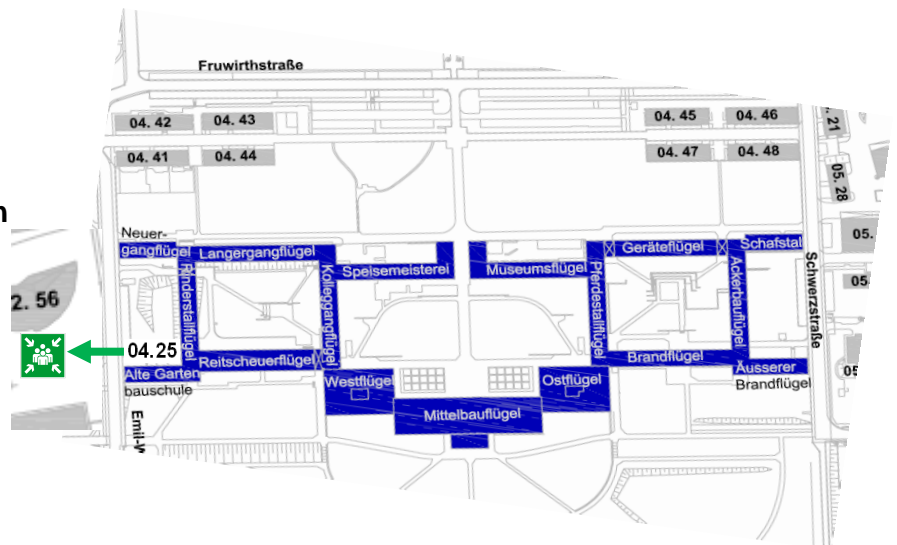 Fruwirthstraße
04. 42
04. 43
04. 45
04. 46
. 21
04. 41
04. 44
04. 47
04. 48
05. 28
n
Neuer-
gangflügel
Langergangflügel
Speisemeisterei
Museumsflügel
Geräteflügel
Schafstal
05.
Rinderstallflügel
Kolleggangflügel
Pferdestallflügel
Ackerbauflügel
Schwerzstraße
05
2. 56
04.25
Reitscheuerflügel
Brandflügel
Äusserer
Brandflügel
05
Alte Garten
bauschule
Westflügel
Ostflügel
Mittelbauflügel
Emil-W